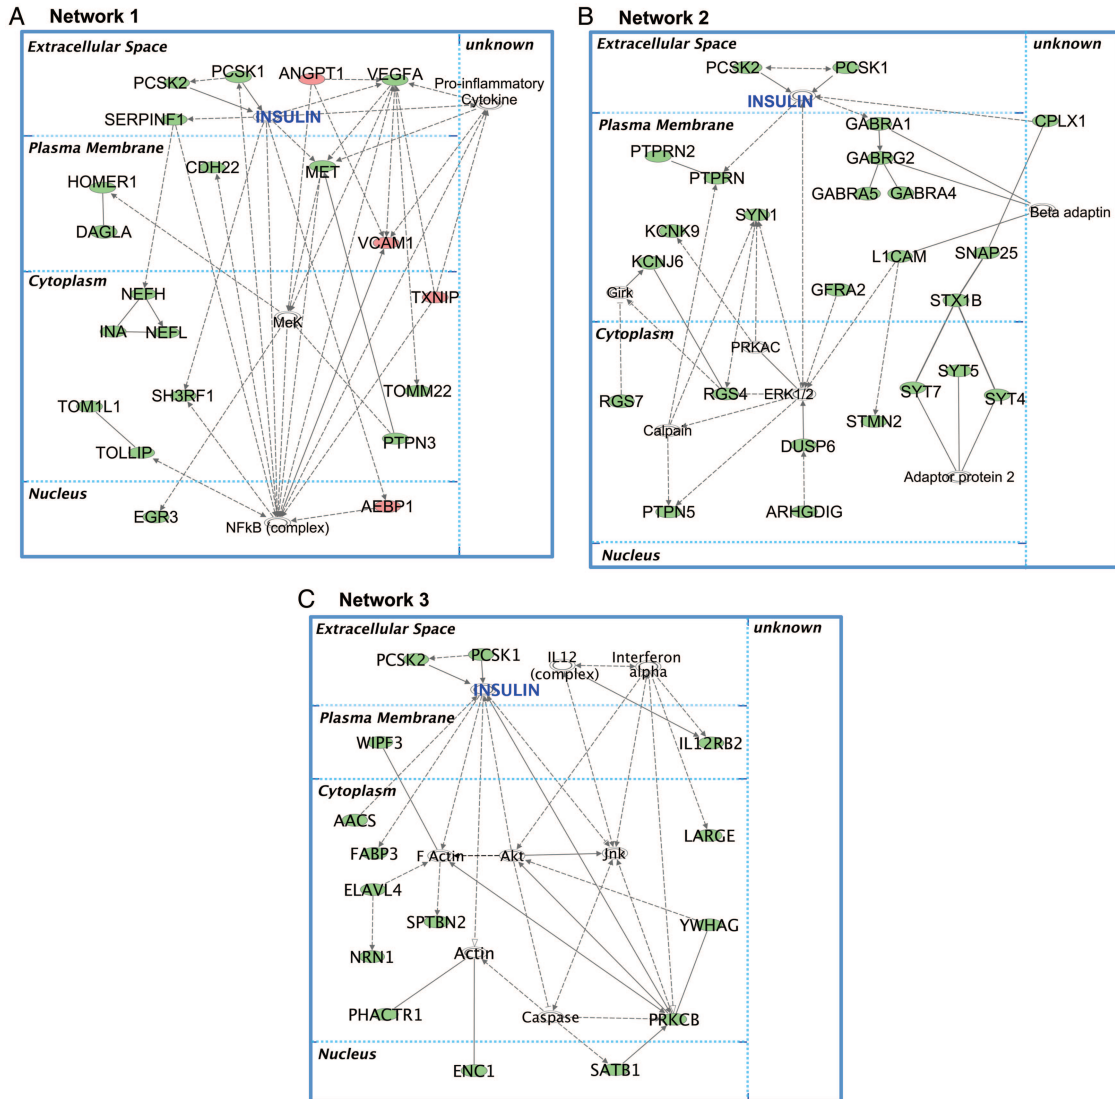 A Network 1
Extracellular Space
unknown
PCSK2
PCSK1
ANGPT1
VEGFA
Pro-inflammatory
Cytokine
SERPINF1
INSULIN
Plasma Membrane
CDH22
MET
HOMER1
DAGLA
VCAM1
Cytoplasm
NEFH
TXNIP
INA
NEFL
MeK
SH3RF1
TOMM22
TOM1L1
PTPN3
TOLLIP
Nucleus
EGR3
NFkB (complex)
AEBP1
B Network 2
Extracellular Space
unknown
PCSK2
PCSK1
INSULIN
Plasma Membrane
GABRA1
CPLX1
PTPRN2
GABRG2
PTPRN
GABRA5
GABRA4
SYN1
Beta adaptin
KCNK9
KCNJ6
L1CAM
SNAP25
Girk
GFRA2
STX1B
Cytoplasm
PRKAC
SYT5
RGS7
RGS4
ERK1/2
SYT7
SYT4
Calpain
STMN2
DUSP6
Adaptor protein 2
PTPN5
ARHGDIG
Nucleus
C Network 3
Extracellular Space
unknown
PCSK2
PCSK1
IL12
(complex)
Interferon
alpha
INSULIN
Plasma Membrane
WIPF3
IL12RB2
Cytoplasm
AACS
LARGE
FABP3
F Actin
Akt
Jnk
ELAVL4
SPTBN2
YWHAG
NRN1
Actin
PHACTR1
Caspase
PRKCB
Nucleus
ENC1
SATB1